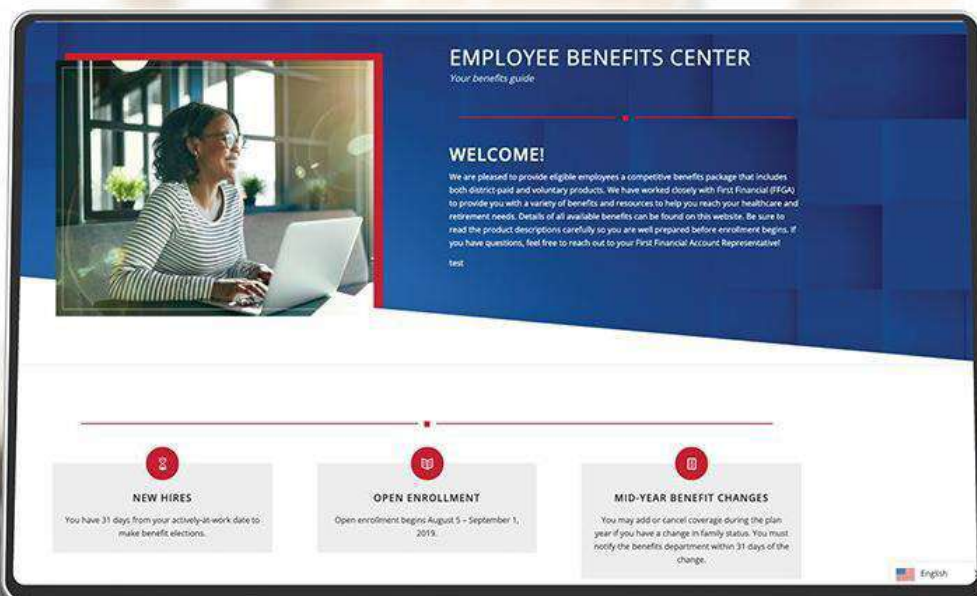 EMPLOYEE BENEFITS CENTER
Your benefits guide
WELCOME!
We are pleased to provide eligible employees a competitive benefits package that includes
both district-paid and voluntary products. We have worked closely with First Financial (FFGA)
to provide you with a variety of benefits and resources to help you reach your healthcare and
retirement needs. Details of all available benefits can be found on this website. Be sure to
read the product descriptions carefully so you are well prepared before enrollment begins. If
you have questions, feel free to reach out to your First Financial Account Representative!
test
NEW HIRES
You have 31 days from your actively-at-work date to
make benefit elections.
OPEN ENROLLMENT
Open enrollment begins August 5 – September 1,
2019.
MID-YEAR BENEFIT CHANGES
You may add or cancel coverage during the plan
year if you have a change in family status. You must
notify the benefits department within 31 days of the
change.
English